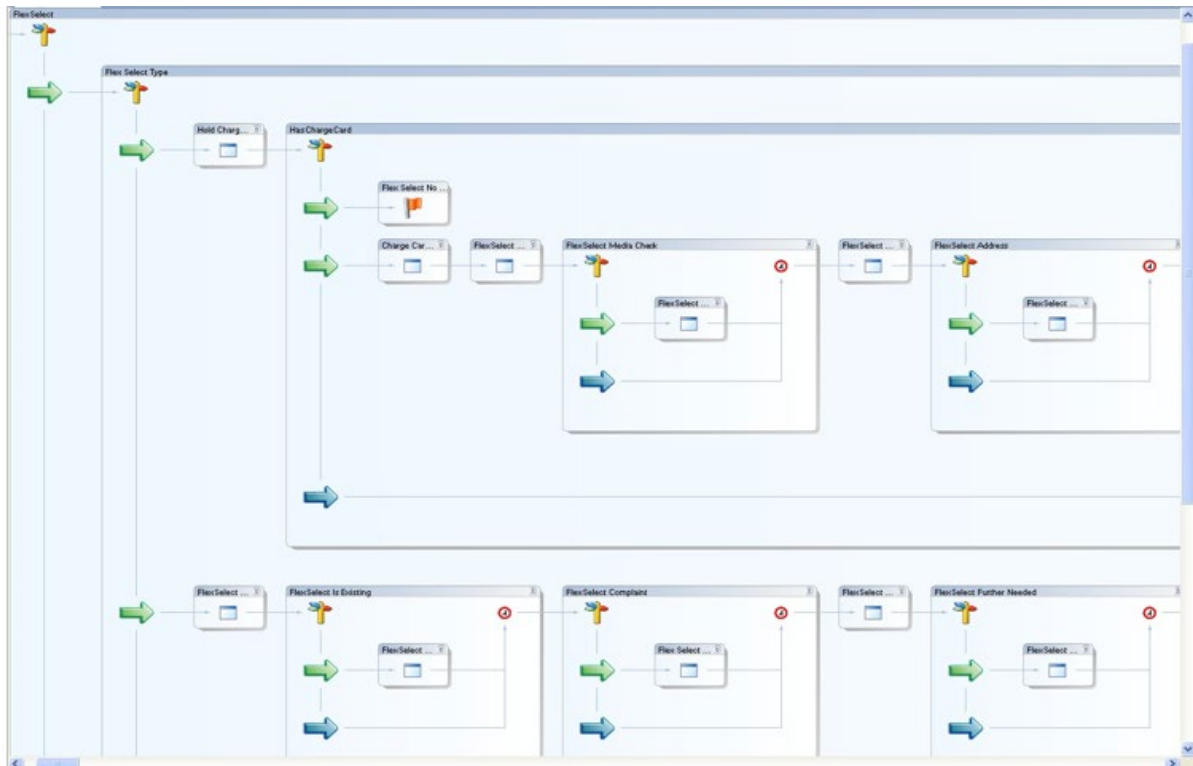 FlexSelect
Flex Select Type
Hold Charg...
HasChargeCard
Flex Select No ...
Charge Car...
FlexSelect ...
FlexSelect Media Check
FlexSelect ...
FlexSelect Address
FlexSelect ...
FlexSelect ...
FlexSelect ...
FlexSelect Is Existing
FlexSelect Complaint
FlexSelect ...
FlexSelect Further Needed
FlexSelect ...
Flex Select ...
FlexSelect ...